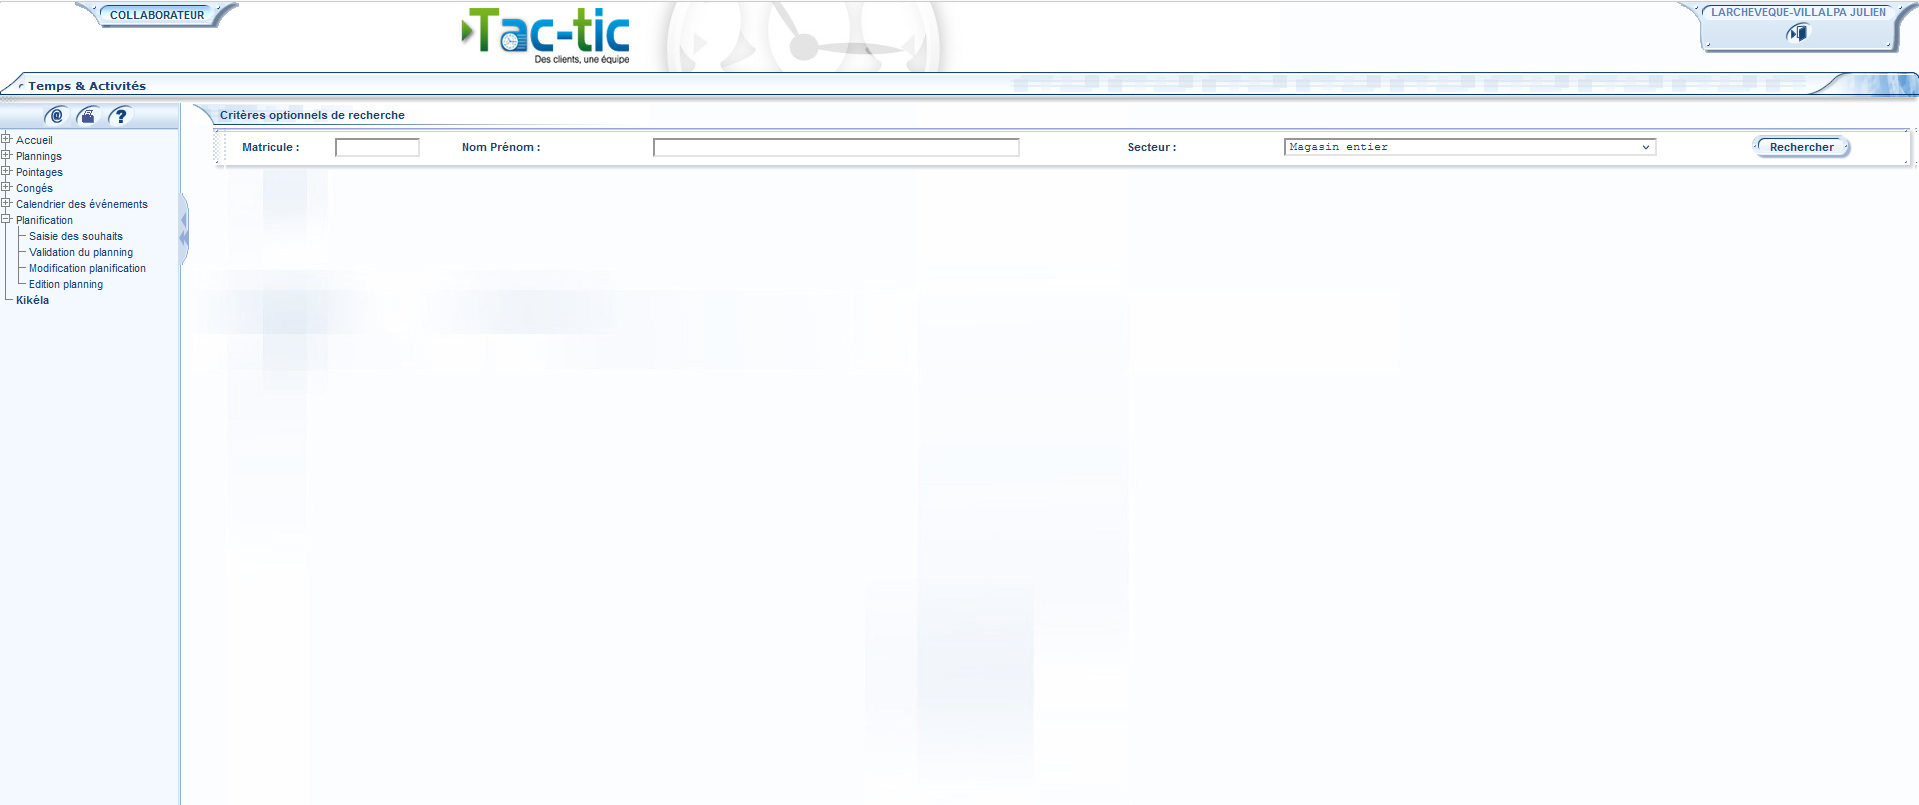 COLLABORATEUR
Tac-tic
Des clients, une équipe
LARCHEVEQUE-VILLALPA JULIEN
Temps & Activités
@ ?
Critères optionnels de recherche
Matricule : Nom Prénom : Secteur : Magasin entier Rechercher
Accueil
Plannings
Pointages
Congés
Calendrier des événements
Planification
Saisie des souhaits
Validation du planning
Modification planification
Edition planning
Kikéla